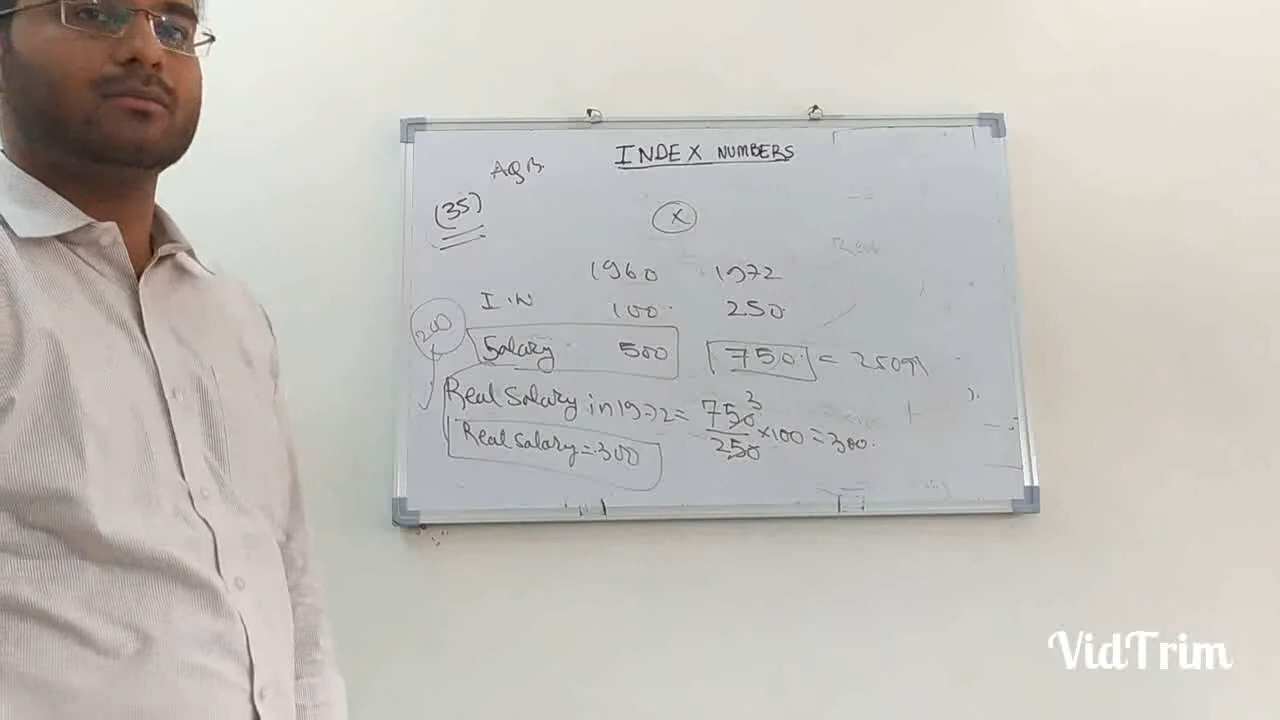 INDEX NUMBERS
AQB
(35)
X
1960 1972
I.N 100 250
200
Salary 500 750 =
Real Salary in 1972 = 750 3 / 250 × 100 = 300
Real salary = 300
VidTrim